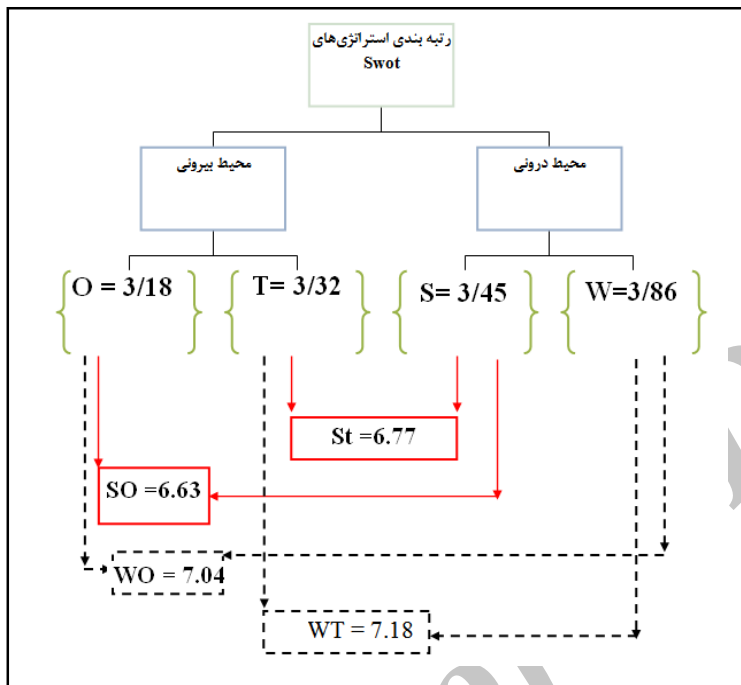 رتبه بندی استراتژی‌های
Swot
محیط بیرونی
محیط درونی
O = 3/18
T= 3/32
S= 3/45
W=3/86
St =6.77
SO =6.63
WO = 7.04
WT = 7.18